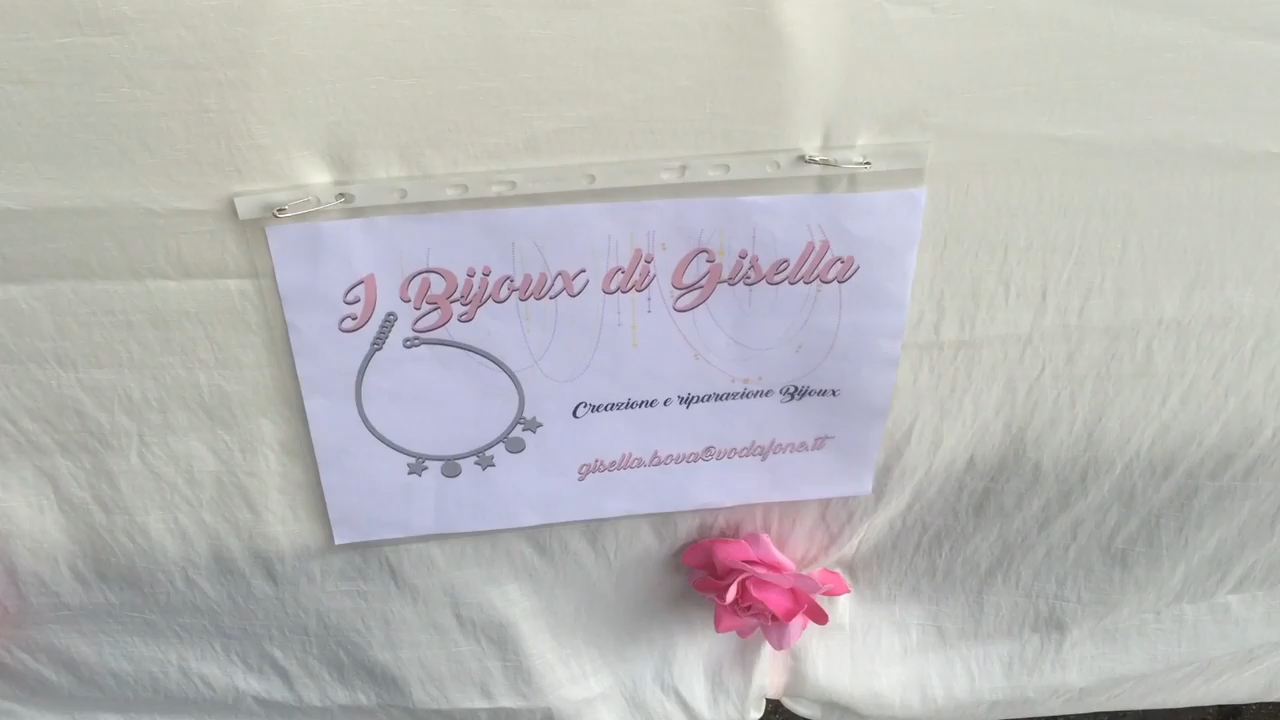 I Bijoux di Gisella
Creazione e riparazione Bijoux
gisella.bova@vodafone.it